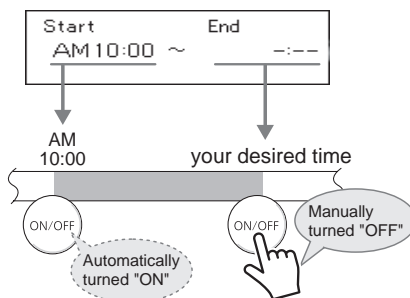 Start End
AM10:00 ~ -:--
AM
10:00
your desired time
ON/OFF
ON/OFF
Automatically
turned "ON"
Manually
turned "OFF"